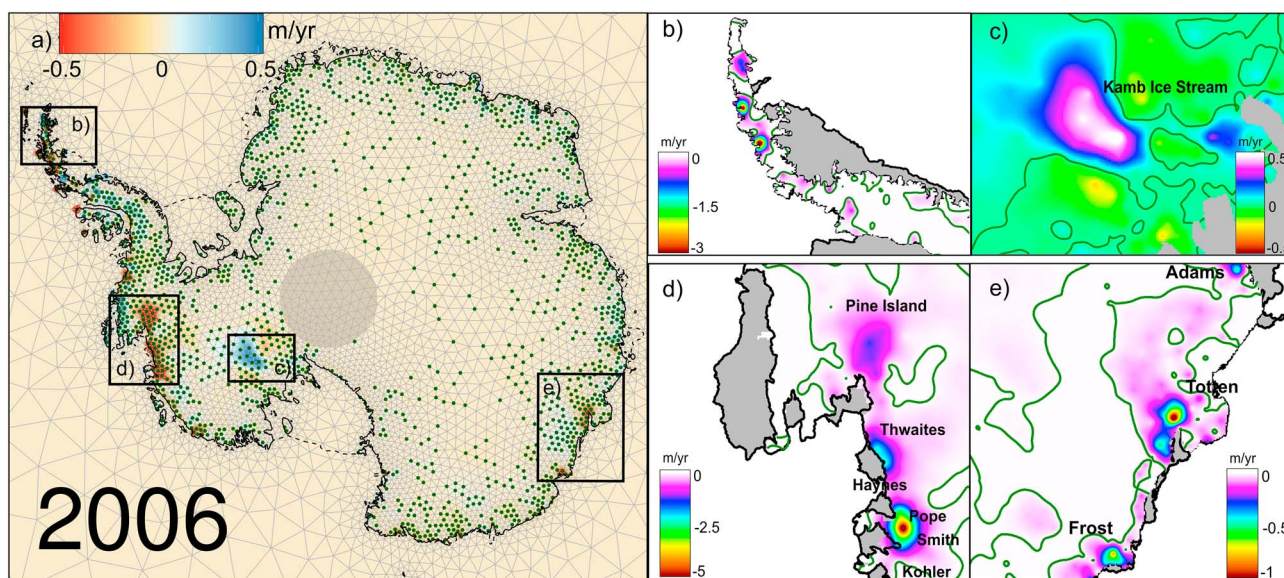 a)
m/yr
-0.5 0 0.5
b)
c)
d)
e)
2006
b)
m/yr
0
-1.5
-3
c)
Kamb Ice Stream
m/yr
0.5
0
d)
Pine Island
Thwaites
Haynes
Pope
Smith
Kohler
m/yr
0
-2.5
-5
e)
Adams
Totten
Frost
m/yr
0
-0.5
-1